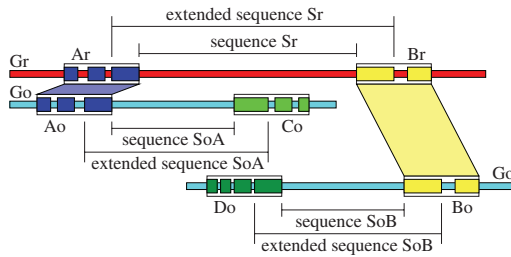 extended sequence Sr
Ar
sequence Sr
Br
Gr
Go
Ao
sequence SoA
Co
extended sequence SoA
Go
Do
sequence SoB
Bo
extended sequence SoB